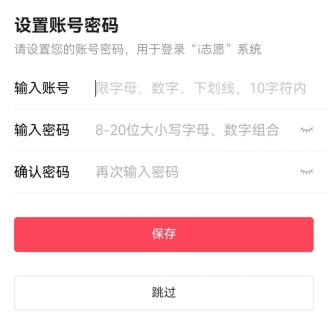 设置账号密码
请设置您的账号密码，用于登录“i志愿”系统
输入账号 限字母、数字、下划线，10字符内
输入密码 8-20位大小写字母、数字组合
确认密码 再次输入密码
保存
跳过